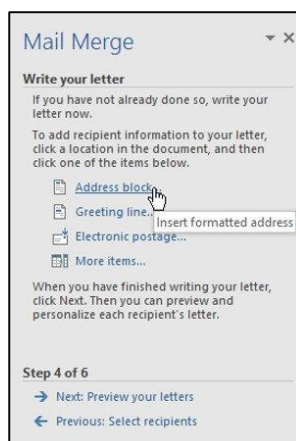 Mail Merge
Write your letter
If you have not already done so, write your
letter now.
To add recipient information to your letter,
click a location in the document, and then
click one of the items below.
Address block...
Greeting line...
Insert formatted address
Electronic postage...
More items...
When you have finished writing your letter,
click Next. Then you can preview and
personalize each recipient's letter.
Step 4 of 6
Next: Preview your letters
Previous: Select recipients